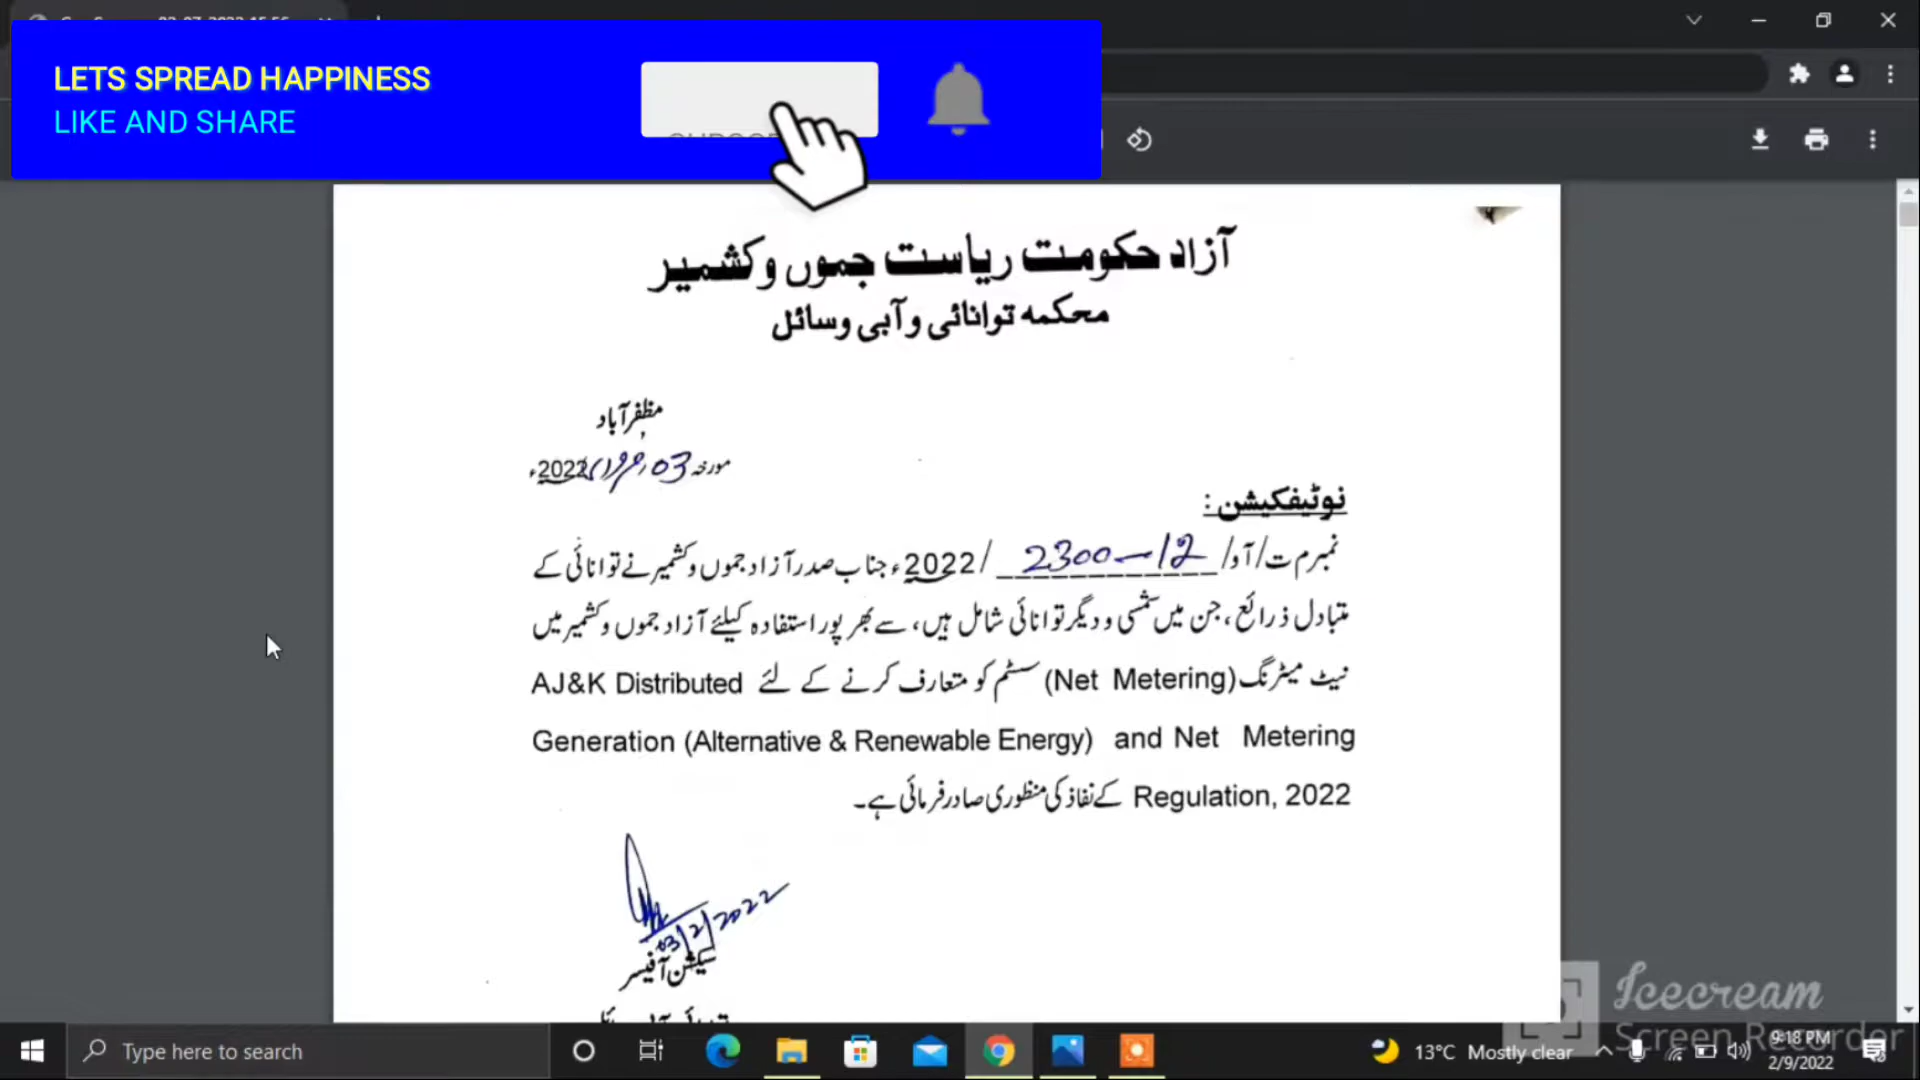 LETS SPREAD HAPPINESS
LIKE AND SHARE
آزاد حکومت ریاست جموں و کشمیر
محکمہ توانائی و آبی وسائل
مظفرآباد
مورخہ 03 فروری 2022ء
نوٹیفکیشن:
نمبر م ت/آو/ 2300-12 /2022ء جناب صدر آزاد جموں وکشمیر نے توانائی کے
متبادل ذرائع، جن میں شمسی و دیگر توانائی شامل ہیں، سے بھرپور استفادہ کیلئے آزاد جموں وکشمیر میں
نیٹ میٹرنگ (Net Metering) سسٹم کو متعارف کرنے کے لئے AJ&K Distributed
Generation (Alternative & Renewable Energy) and Net Metering
Regulation, 2022 کے نفاذ کی منظوری صادر فرمائی ہے۔
03/2/2022
سیکشن آفیسر
Icecream
Screen Recorder
Type here to search
13°C Mostly clear
9:18 PM
2/9/2022